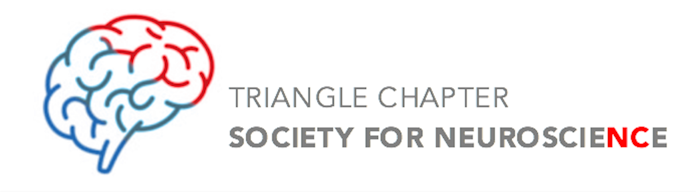 TRIANGLE CHAPTER
SOCIETY FOR NEUROSCIENCE